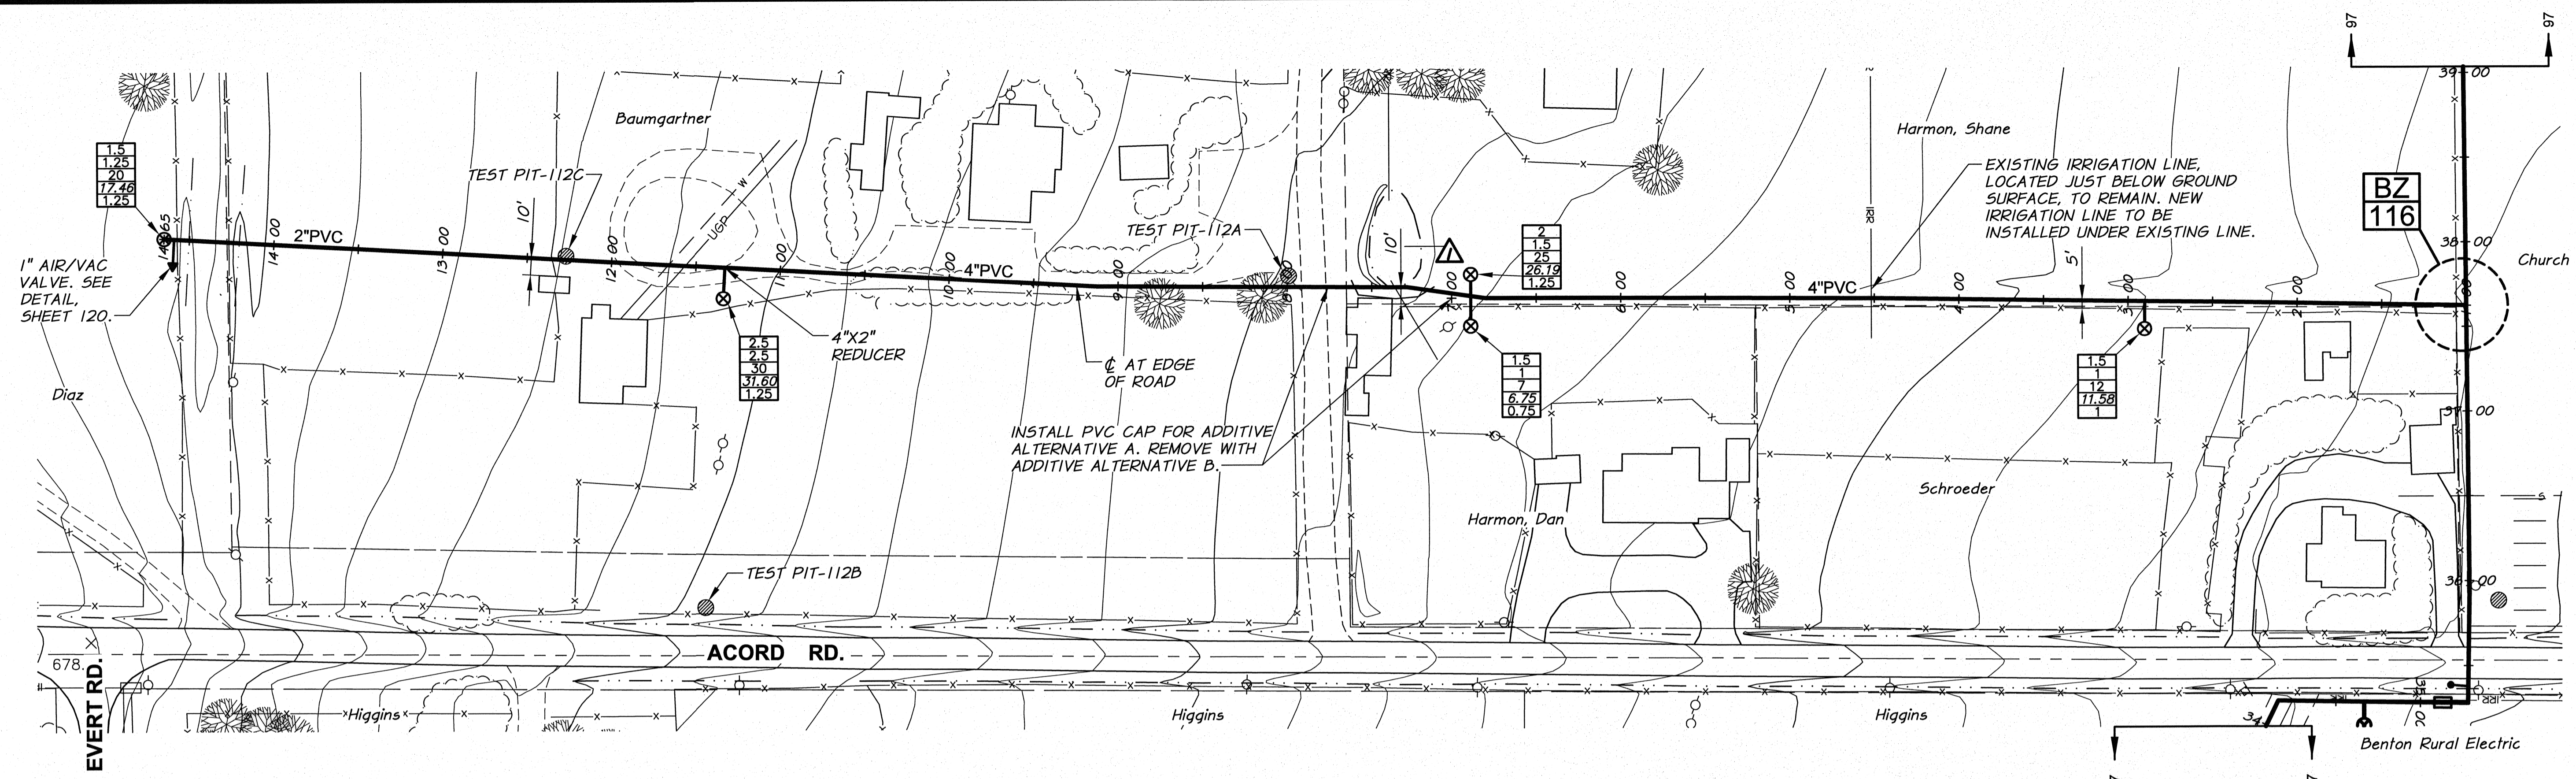 97
97
39+00
Baumgartner
Harmon, Shane
1.5
1.25
20
17.46
1.25
TEST PIT-112C
10'
W
UGP
EXISTING IRRIGATION LINE,
LOCATED JUST BELOW GROUND
SURFACE, TO REMAIN. NEW
IRRIGATION LINE TO BE
INSTALLED UNDER EXISTING LINE.
BZ
116
IRR
TEST PIT-112A
10'
2
1.5
25
26.19
1.25
5'
38+00
Church
14+65
14+00
2"PVC
13+00
12+00
11+00
10+00
4"PVC
9+00
7+00
6+00
5+00
4"PVC
4+00
3+00
2+00
1" AIR/VAC
VALVE. SEE
DETAIL,
SHEET 120.
4"X2"
REDUCER
2.5
2.5
30
31.60
1.25
℄ AT EDGE
OF ROAD
1.5
1
7
6.75
0.75
1.5
1
12
11.58
1
Diaz
37+00
INSTALL PVC CAP FOR ADDITIVE
ALTERNATIVE A. REMOVE WITH
ADDITIVE ALTERNATIVE B.
Harmon, Dan
Schroeder
S
TEST PIT-112B
36+00
ACORD RD.
678.
EVERT RD.
Higgins
Higgins
Higgins
34
IRR
Benton Rural Electric